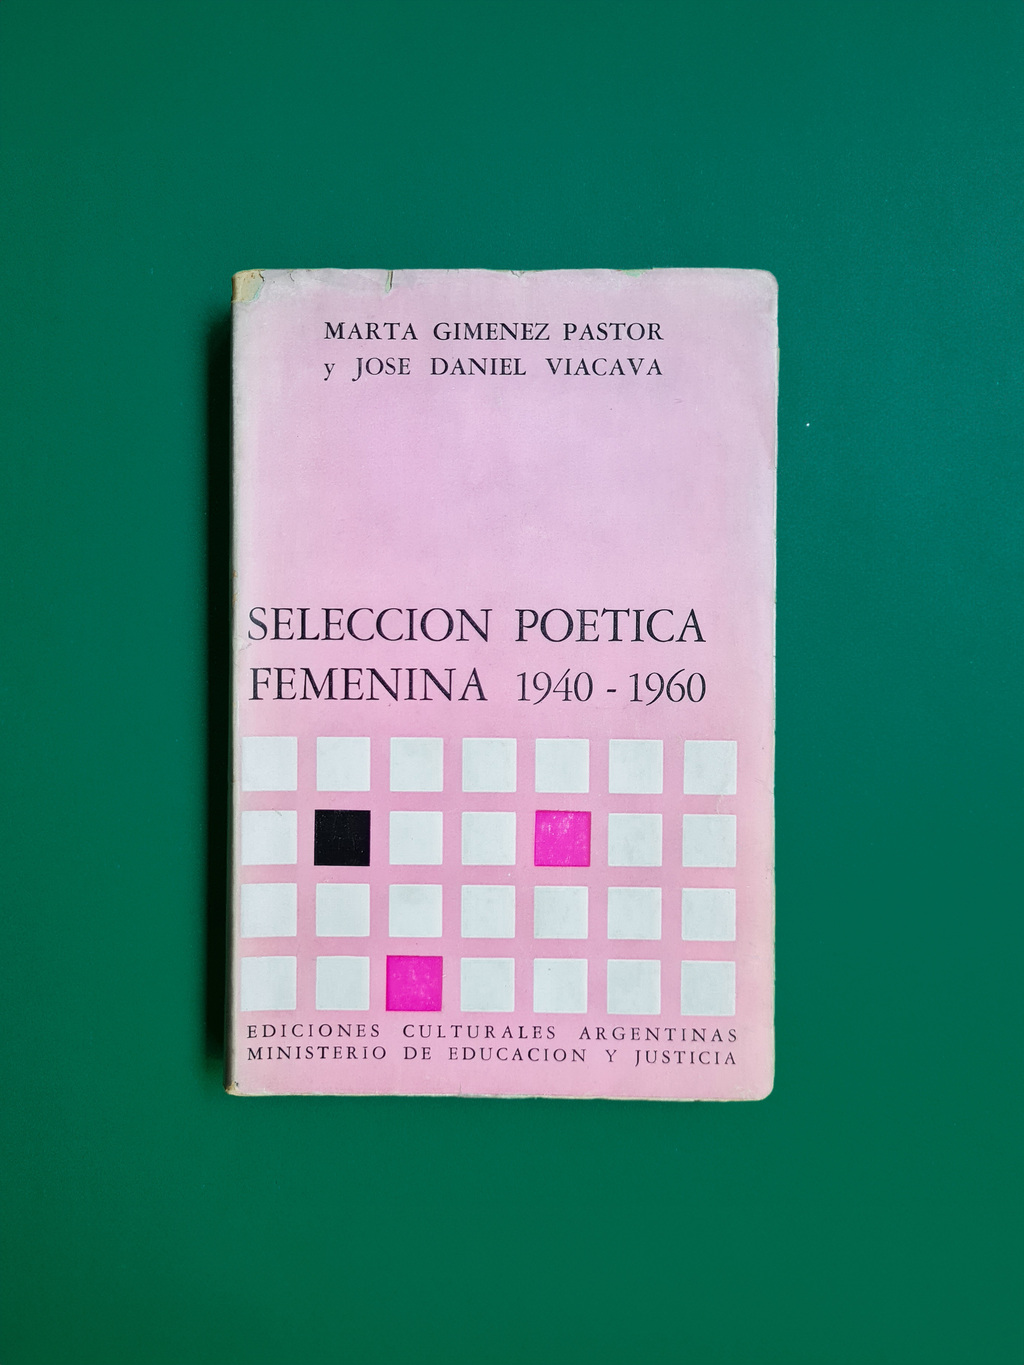 MARTA GIMENEZ PASTOR
y JOSE DANIEL VIACAVA
SELECCION POETICA
FEMENINA 1940 - 1960
EDICIONES CULTURALES ARGENTINAS
MINISTERIO DE EDUCACION Y JUSTICIA